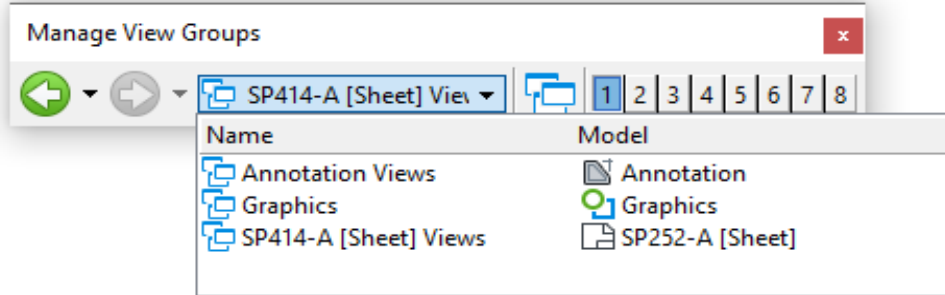 Manage View Groups
x
SP414-A [Sheet] Viev 1 2 3 4 5 6 7 8
Name Model
Annotation Views Annotation
Graphics Graphics
SP414-A [Sheet] Views SP252-A [Sheet]